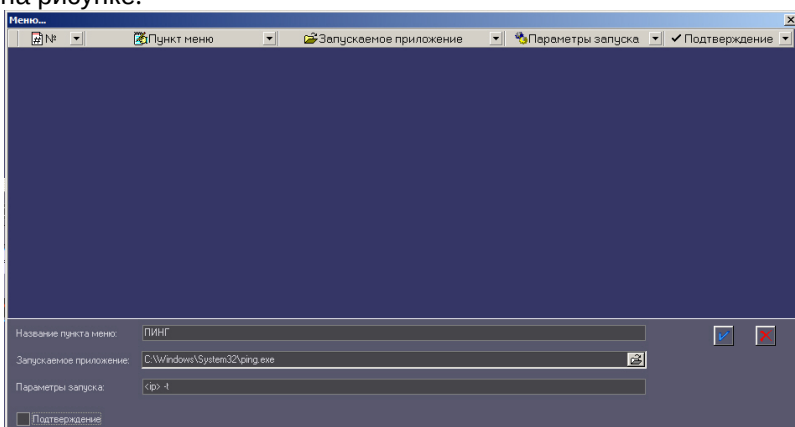 на рисунке.
Меню...
№ Пункт меню Запускаемое приложение Параметры запуска Подтверждение
Название пункта меню: ПИНГ
Запускаемое приложение: C:\Windows\System32\ping.exe
Параметры запуска: <ip> -t
Подтверждение